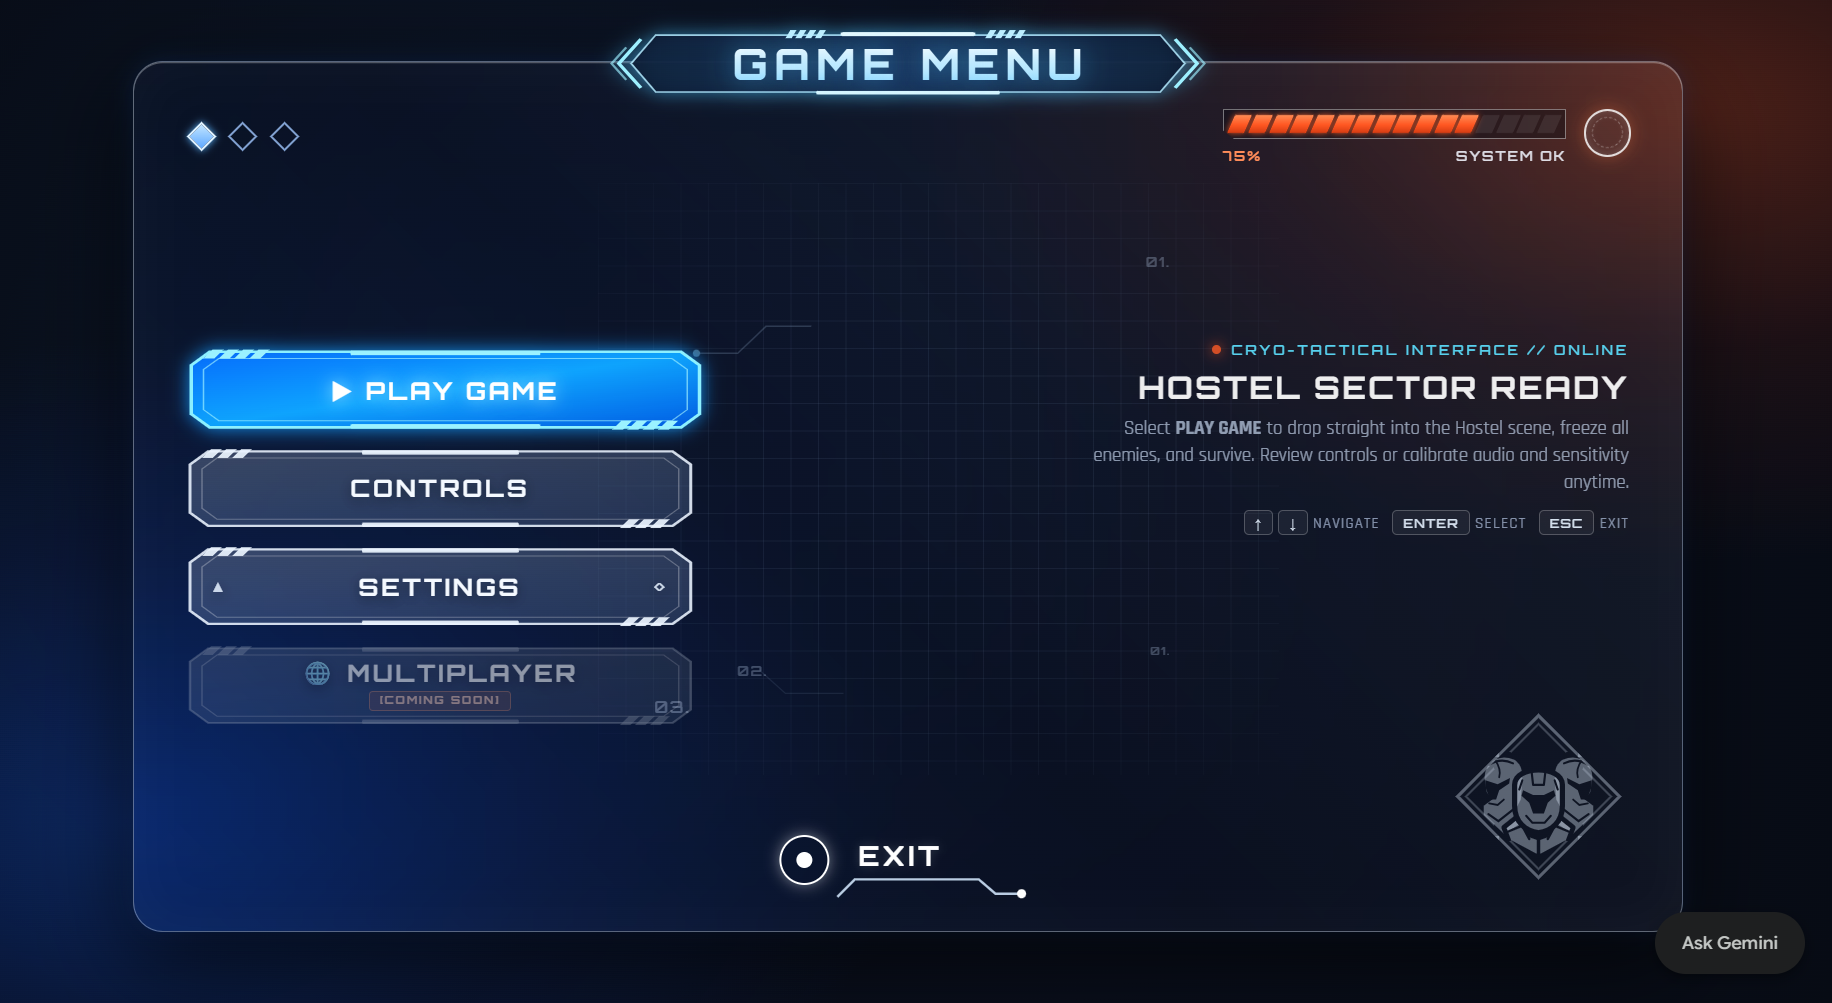 GAME MENU
75%
SYSTEM OK
01.
▶ PLAY GAME
CONTROLS
SETTINGS
MULTIPLAYER
[COMING SOON]
03.
02.
01.
CRYO-TACTICAL INTERFACE // ONLINE
HOSTEL SECTOR READY
Select PLAY GAME to drop straight into the Hostel scene, freeze all
enemies, and survive. Review controls or calibrate audio and sensitivity
anytime.
↑ ↓ NAVIGATE ENTER SELECT ESC EXIT
EXIT
Ask Gemini